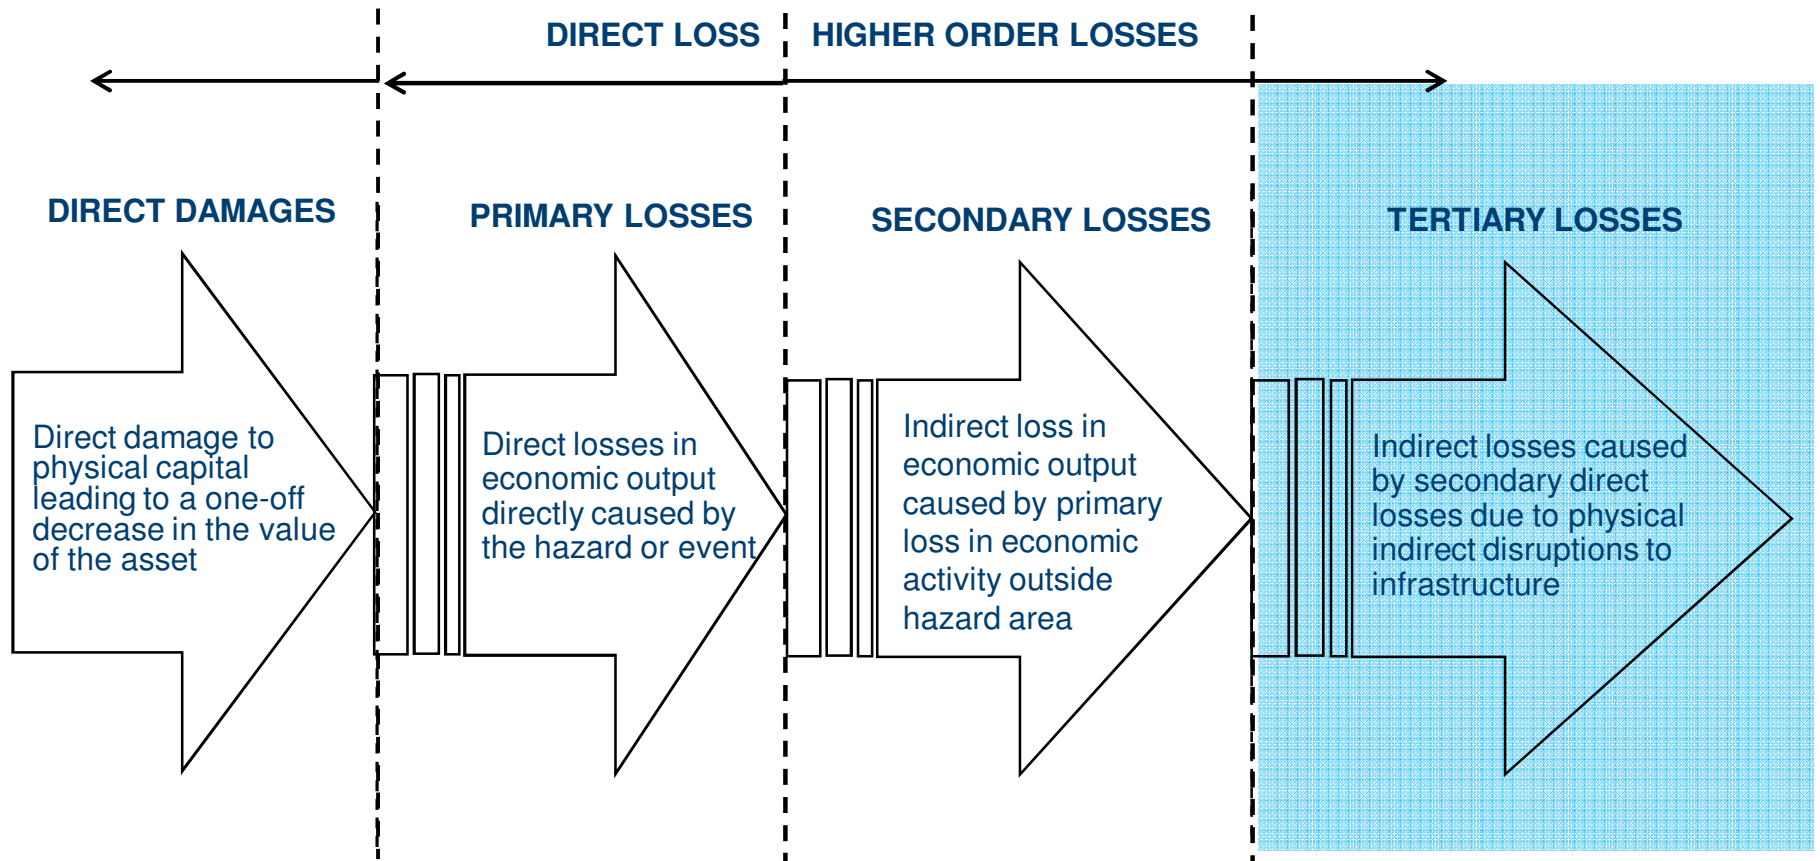 DIRECT LOSS
HIGHER ORDER LOSSES
DIRECT DAMAGES
PRIMARY LOSSES
SECONDARY LOSSES
TERTIARY LOSSES
Direct damage to
physical capital
leading to a one-off
decrease in the value
of the asset
Direct losses in
economic output
directly caused by
the hazard or event
Indirect loss in
economic output
caused by primary
loss in economic
activity outside
hazard area
Indirect losses caused
by secondary direct
losses due to physical
indirect disruptions to
infrastructure